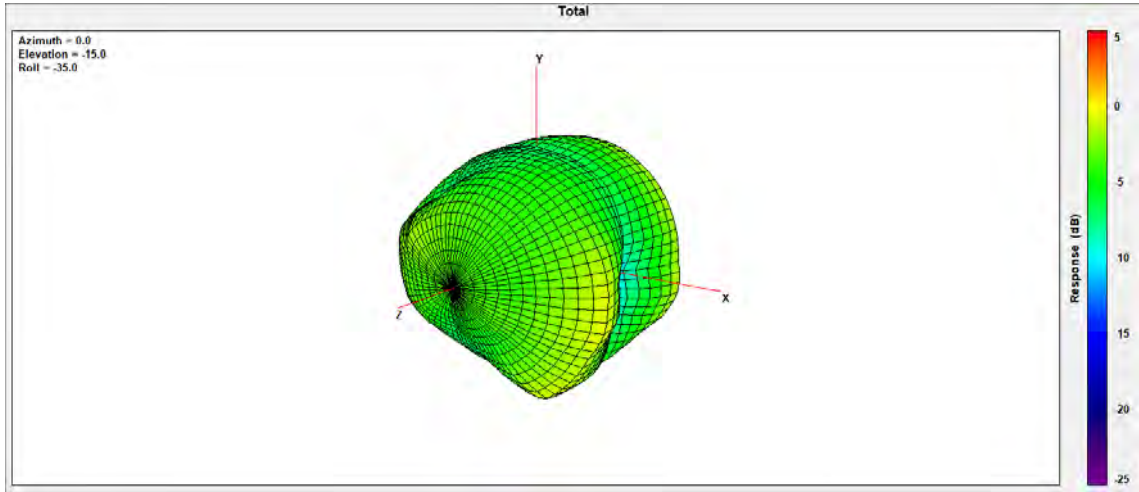 Total
Azimuth = 0.0
Elevation = -15.0
Roll = -35.0
Y
X
Z
5
0
-5
-10
-15
-20
-25
Response (dB)